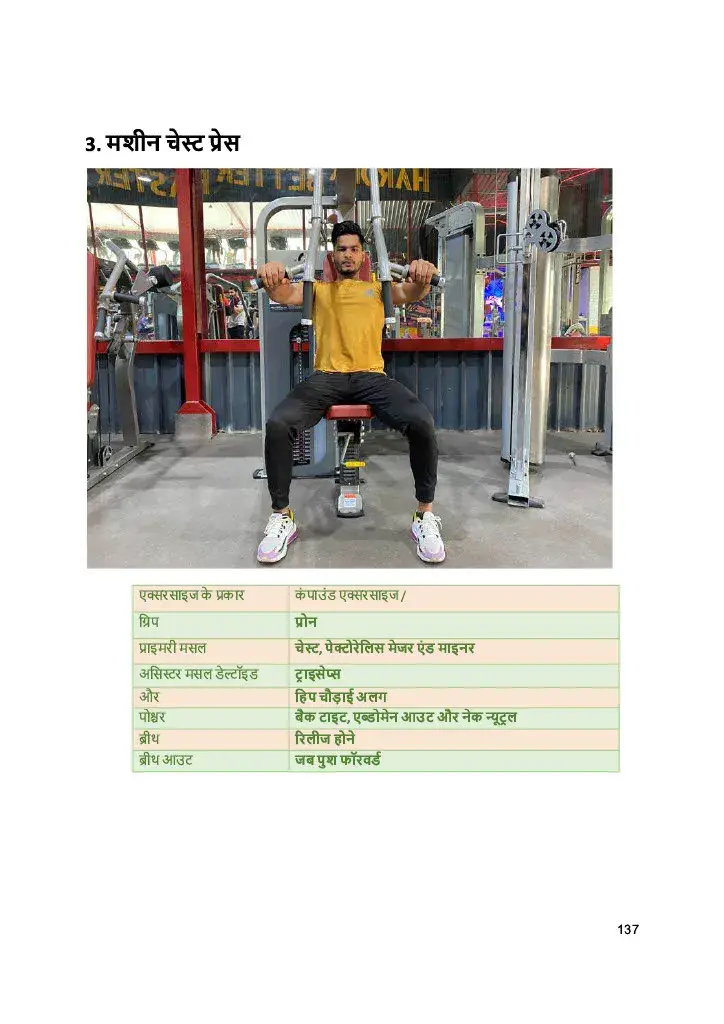 3. मशीन चेस्ट प्रेस
एक्सरसाइज के प्रकार कंपाउंड एक्सरसाइज /
ग्रिप प्रोन
प्राइमरी मसल चेस्ट, पेक्टोरेलिस मेजर एंड माइनर
असिस्टर मसल डेल्टॉइड ट्राइसेप्स
और हिप चौड़ाई अलग
पोश्चर बैक टाइट, एब्डोमेन आउट और नेक न्यूट्रल
ब्रीथ रिलीज होने
ब्रीथ आउट जब पुश फॉरवर्ड
137